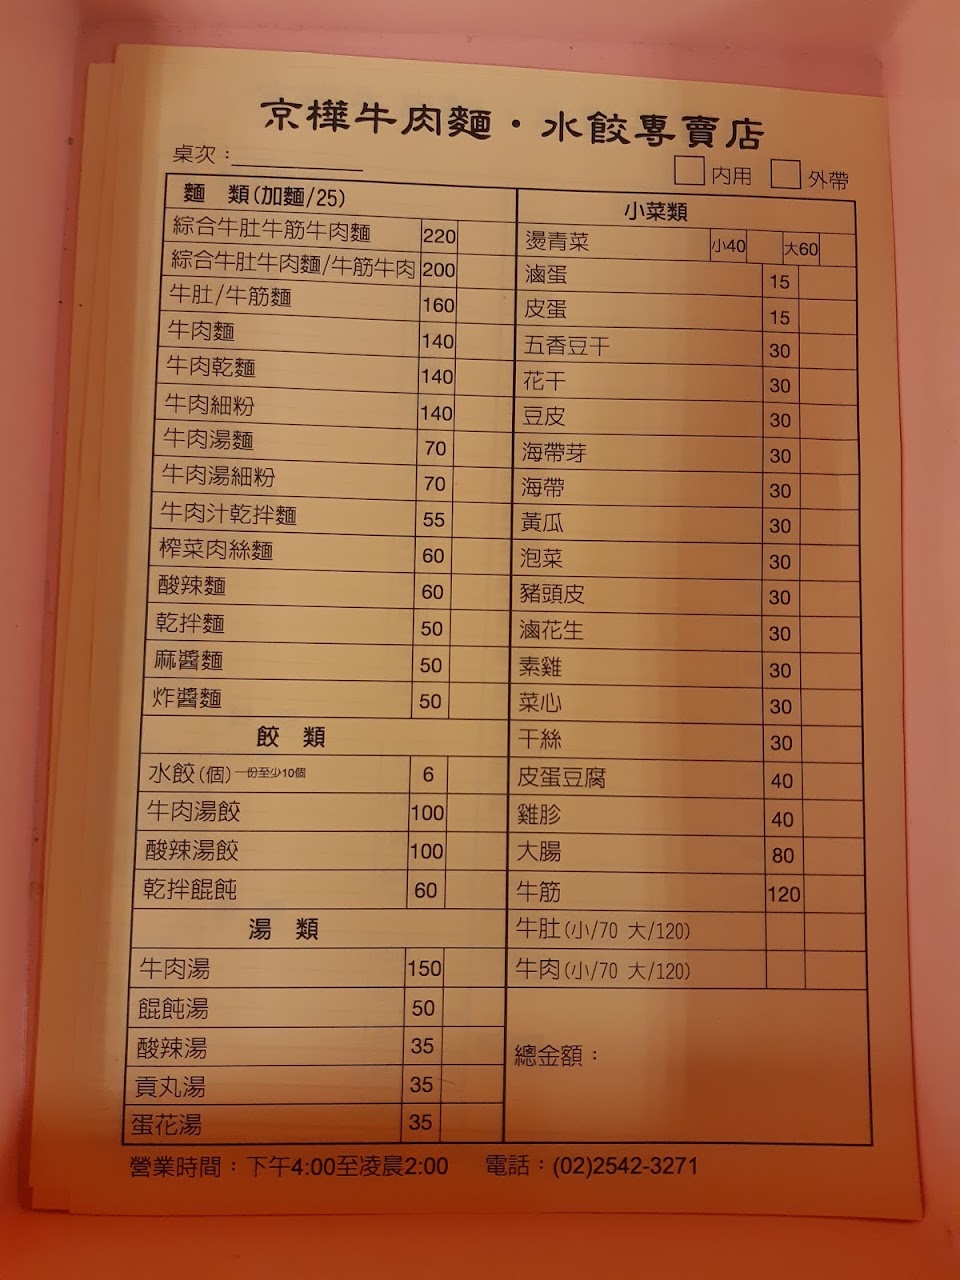 京樺牛肉麵・水餃專賣店
桌次：
內用 外帶
麵 類(加麵/25)
綜合牛肚牛筋牛肉麵 220
綜合牛肚牛肉麵/牛筋牛肉 200
牛肚/牛筋麵 160
牛肉麵 140
牛肉乾麵 140
牛肉細粉 140
牛肉湯麵 70
牛肉湯細粉 70
牛肉汁乾拌麵 55
榨菜肉絲麵 60
酸辣麵 60
乾拌麵 50
麻醬麵 50
炸醬麵 50
餃 類
水餃(個)一份至少10個 6
牛肉湯餃 100
酸辣湯餃 100
乾拌餛飩 60
湯 類
牛肉湯 150
餛飩湯 50
酸辣湯 35
貢丸湯 35
蛋花湯 35
小菜類
燙青菜 小40 大60
滷蛋 15
皮蛋 15
五香豆干 30
花干 30
豆皮 30
海帶芽 30
海帶 30
黃瓜 30
泡菜 30
豬頭皮 30
滷花生 30
素雞 30
菜心 30
干絲 30
皮蛋豆腐 40
雞胗 40
大腸 80
牛筋 120
牛肚(小/70 大/120)
牛肉(小/70 大/120)
總金額：
營業時間：下午4:00至凌晨2:00 電話：(02)2542-3271